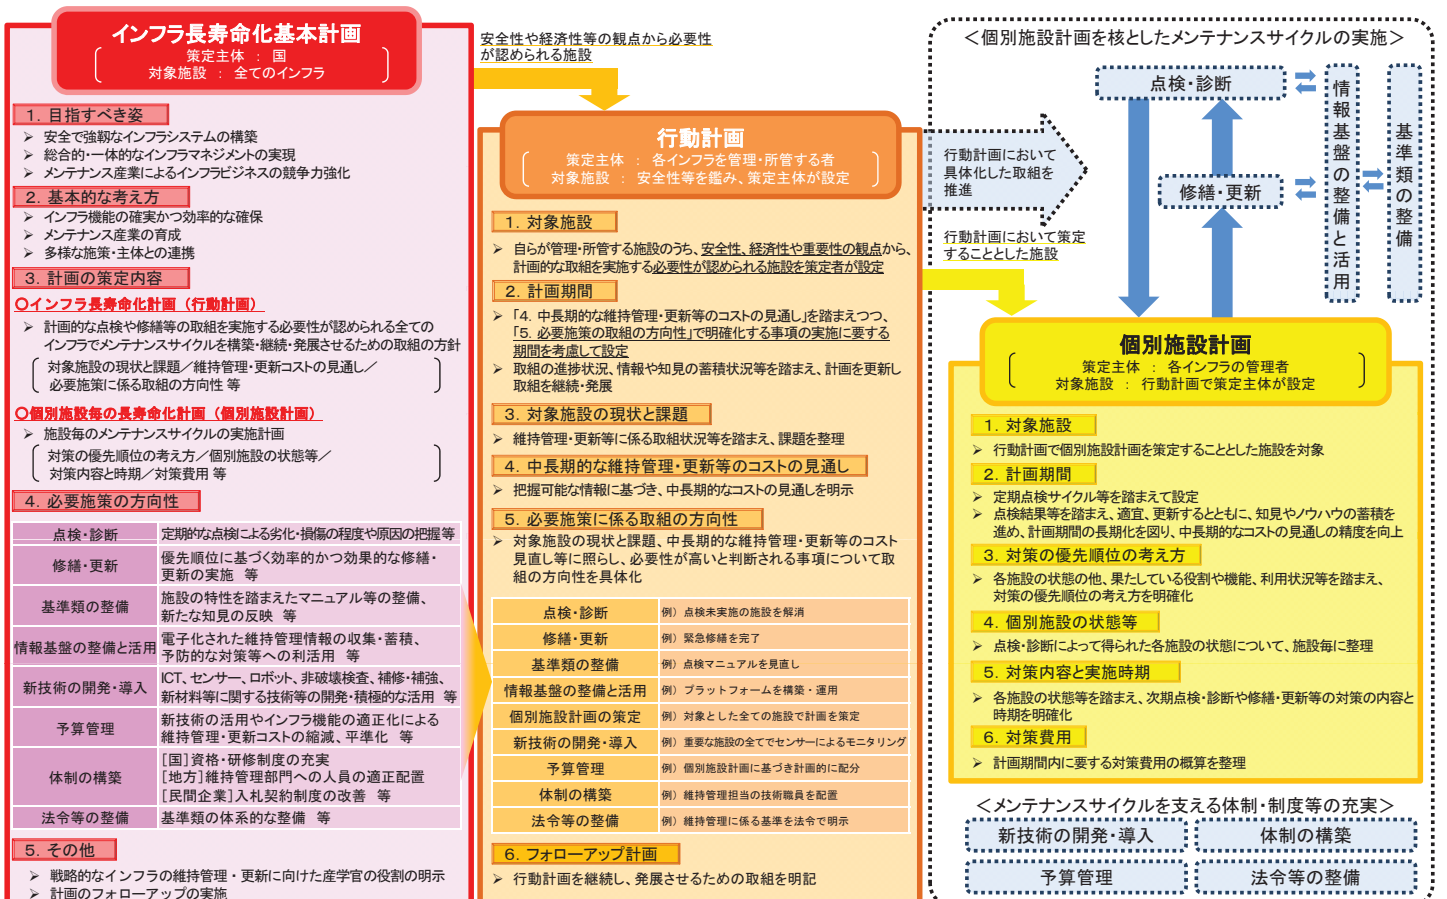 インフラ長寿命化基本計画
策定主体 : 国
対象施設 : 全てのインフラ
1. 目指すべき姿
➢ 安全で強靱なインフラシステムの構築
➢ 総合的・一体的なインフラマネジメントの実現
➢ メンテナンス産業によるインフラビジネスの競争力強化
2. 基本的な考え方
➢ インフラ機能の確実かつ効率的な確保
➢ メンテナンス産業の育成
➢ 多様な施策・主体との連携
3. 計画の策定内容
○インフラ長寿命化計画（行動計画）
➢ 計画的な点検や修繕等の取組を実施する必要性が認められる全ての
インフラでメンテナンスサイクルを構築・継続・発展させるための取組の方針
対象施設の現状と課題／維持管理・更新コストの見通し／
必要施策に係る取組の方向性 等
○個別施設毎の長寿命化計画（個別施設計画）
➢ 施設毎のメンテナンスサイクルの実施計画
対策の優先順位の考え方／個別施設の状態等／
対策内容と時期／対策費用 等
4. 必要施策の方向性
点検・診断 定期的な点検による劣化・損傷の程度や原因の把握等
修繕・更新 優先順位に基づく効率的かつ効果的な修繕・
更新の実施 等
基準類の整備 施設の特性を踏まえたマニュアル等の整備、
新たな知見の反映 等
情報基盤の整備と活用 電子化された維持管理情報の収集・蓄積、
予防的な対策等への利活用 等
新技術の開発・導入 ICT、センサー、ロボット、非破壊検査、補修・補強、
新材料等に関する技術等の開発・積極的な活用 等
予算管理 新技術の活用やインフラ機能の適正化による
維持管理・更新コストの縮減、平準化 等
体制の構築 [国]資格・研修制度の充実
[地方]維持管理部門への人員の適正配置
[民間企業]入札契約制度の改善 等
法令等の整備 基準類の体系的な整備 等
5. その他
➢ 戦略的なインフラの維持管理・更新に向けた産学官の役割の明示
➢ 計画のフォローアップの実施
安全性や経済性等の観点から必要性
が認められる施設
行動計画
策定主体 : 各インフラを管理・所管する者
対象施設 : 安全性等を鑑み、策定主体が設定
1. 対象施設
➢ 自らが管理・所管する施設のうち、安全性、経済性や重要性の観点から、
計画的な取組を実施する必要性が認められる施設を策定者が設定
2. 計画期間
➢ 「4. 中長期的な維持管理・更新等のコストの見通し」を踏まえつつ、
「5. 必要施策の取組の方向性」で明確化する事項の実施に要する
期間を考慮して設定
➢ 取組の進捗状況、情報や知見の蓄積状況等を踏まえ、計画を更新し
取組を継続・発展
3. 対象施設の現状と課題
➢ 維持管理・更新等に係る取組状況等を踏まえ、課題を整理
4. 中長期的な維持管理・更新等のコストの見通し
➢ 把握可能な情報に基づき、中長期的なコストの見通しを明示
5. 必要施策に係る取組の方向性
➢ 対象施設の現状と課題、中長期的な維持管理・更新等のコスト
見直し等に照らし、必要性が高いと判断される事項について取
組の方向性を具体化
点検・診断 例）点検未実施の施設を解消
修繕・更新 例）緊急修繕を完了
基準類の整備 例）点検マニュアルを見直し
情報基盤の整備と活用 例）プラットフォームを構築・運用
個別施設計画の策定 例）対象とした全ての施設で計画を策定
新技術の開発・導入 例）重要な施設の全てでセンサーによるモニタリング
予算管理 例）個別施設計画に基づき計画的に配分
体制の構築 例）維持管理担当の技術職員を配置
法令等の整備 例）維持管理に係る基準を法令で明示
6. フォローアップ計画
➢ 行動計画を継続し、発展させるための取組を明記
行動計画において
具体化した取組を
推進
行動計画において策定
することとした施設
＜個別施設計画を核としたメンテナンスサイクルの実施＞
点検・診断
修繕・更新
情報基盤の整備と活用
基準類の整備
個別施設計画
策定主体 : 各インフラの管理者
対象施設 : 行動計画で策定主体が設定
1. 対象施設
➢ 行動計画で個別施設計画を策定することとした施設を対象
2. 計画期間
➢ 定期点検サイクル等を踏まえて設定
➢ 点検結果等を踏まえ、適宜、更新するとともに、知見やノウハウの蓄積を
進め、計画期間の長期化を図り、中長期的なコストの見通しの精度を向上
3. 対策の優先順位の考え方
➢ 各施設の状態の他、果たしている役割や機能、利用状況等を踏まえ、
対策の優先順位の考え方を明確化
4. 個別施設の状態等
➢ 点検・診断によって得られた各施設の状態について、施設毎に整理
5. 対策内容と実施時期
➢ 各施設の状態等を踏まえ、次期点検・診断や修繕・更新等の対策の内容と
時期を明確化
6. 対策費用
➢ 計画期間内に要する対策費用の概算を整理
＜メンテナンスサイクルを支える体制・制度等の充実＞
新技術の開発・導入 体制の構築
予算管理 法令等の整備